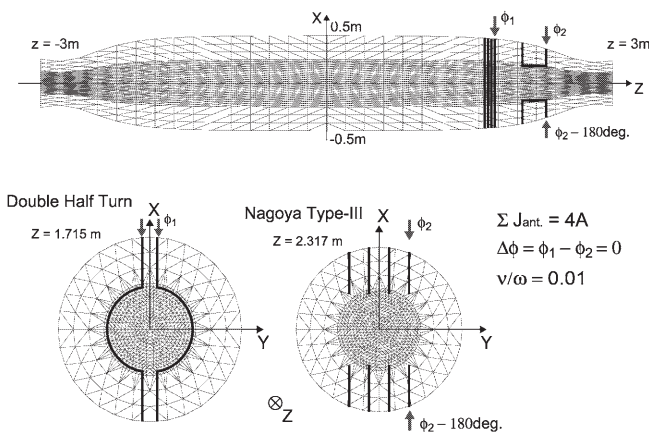 X
0.5m
ϕ₁
ϕ₂
z = -3m
z = 3m
Z
-0.5m
ϕ₂ – 180deg.
Double Half Turn
X
ϕ₁
Z = 1.715 m
Y
Nagoya Type-III
X
ϕ₂
Z = 2.317 m
Y
Z
ϕ₂ – 180deg.
Σ Jant. = 4A
Δϕ = ϕ₁ – ϕ₂ = 0
ν/ω = 0.01